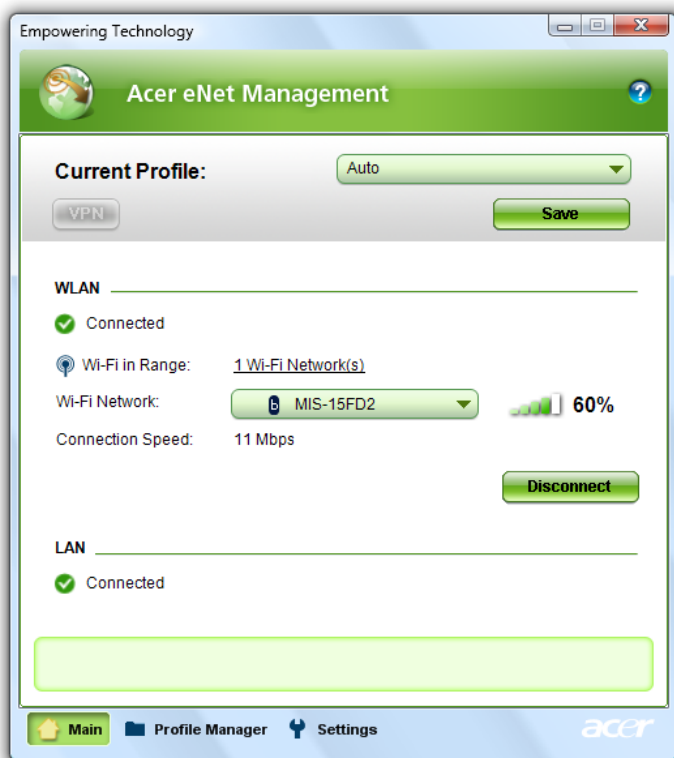 Empowering Technology
Acer eNet Management
?
Current Profile: Auto
VPN Save
WLAN
Connected
Wi-Fi in Range: 1 Wi-Fi Network(s)
Wi-Fi Network: b MIS-15FD2 60%
Connection Speed: 11 Mbps
Disconnect
LAN
Connected
Main Profile Manager Settings acer